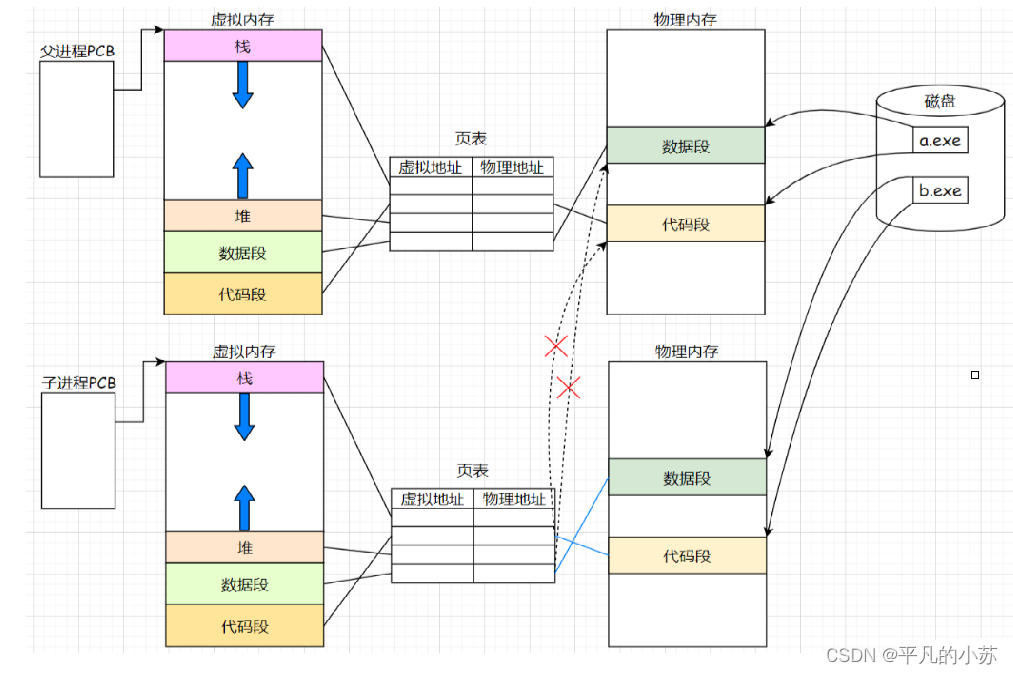 虚拟内存
物理内存
父进程PCB
栈
磁盘
页表
a.exe
数据段
虚拟地址 物理地址
b.exe
堆
代码段
数据段
代码段
虚拟内存
物理内存
子进程PCB
栈
页表
数据段
虚拟地址 物理地址
堆
代码段
数据段
代码段
CSDN @平凡的小苏